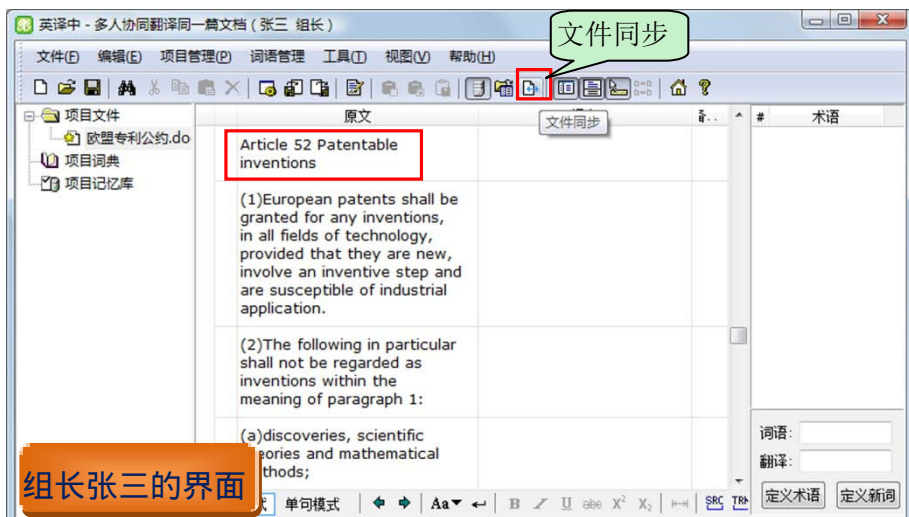 英译中 - 多人协同翻译同一篇文档 ( 张三 组长 )
文件同步
文件(F) 编辑(E) 项目管理(P) 词语管理 工具(T) 视图(V) 帮助(H)
项目文件
欧盟专利公约.do
项目词典
项目记忆库
原文
文件同步
# 术语
Article 52 Patentable
inventions
(1)European patents shall be
granted for any inventions,
in all fields of technology,
provided that they are new,
involve an inventive step and
are susceptible of industrial
application.
(2)The following in particular
shall not be regarded as
inventions within the
meaning of paragraph 1:
(a)discoveries, scientific
eories and mathematical
thods;
词语:
翻译:
定义术语 定义新词
组长张三的界面
单句模式 Aa B I U abc X² X₂ SRC TRN